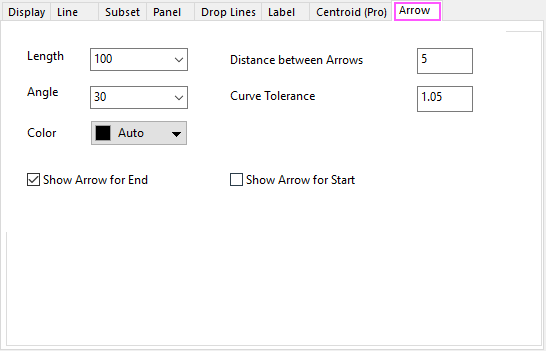 Display Line Subset Panel Drop Lines Label Centroid (Pro) Arrow
Length 100 Distance between Arrows 5
Angle 30 Curve Tolerance 1.05
Color Auto
Show Arrow for End Show Arrow for Start